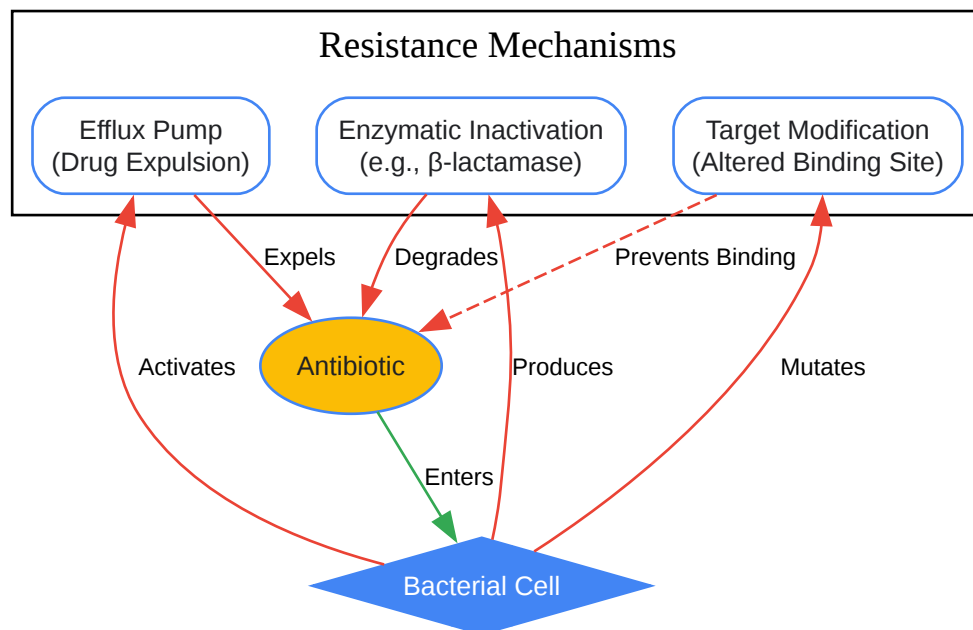 Resistance Mechanisms
Efflux Pump
(Drug Expulsion)
Enzymatic Inactivation
(e.g., β-lactamase)
Target Modification
(Altered Binding Site)
Expels
Degrades
Prevents Binding
Antibiotic
Activates
Produces
Mutates
Enters
Bacterial Cell